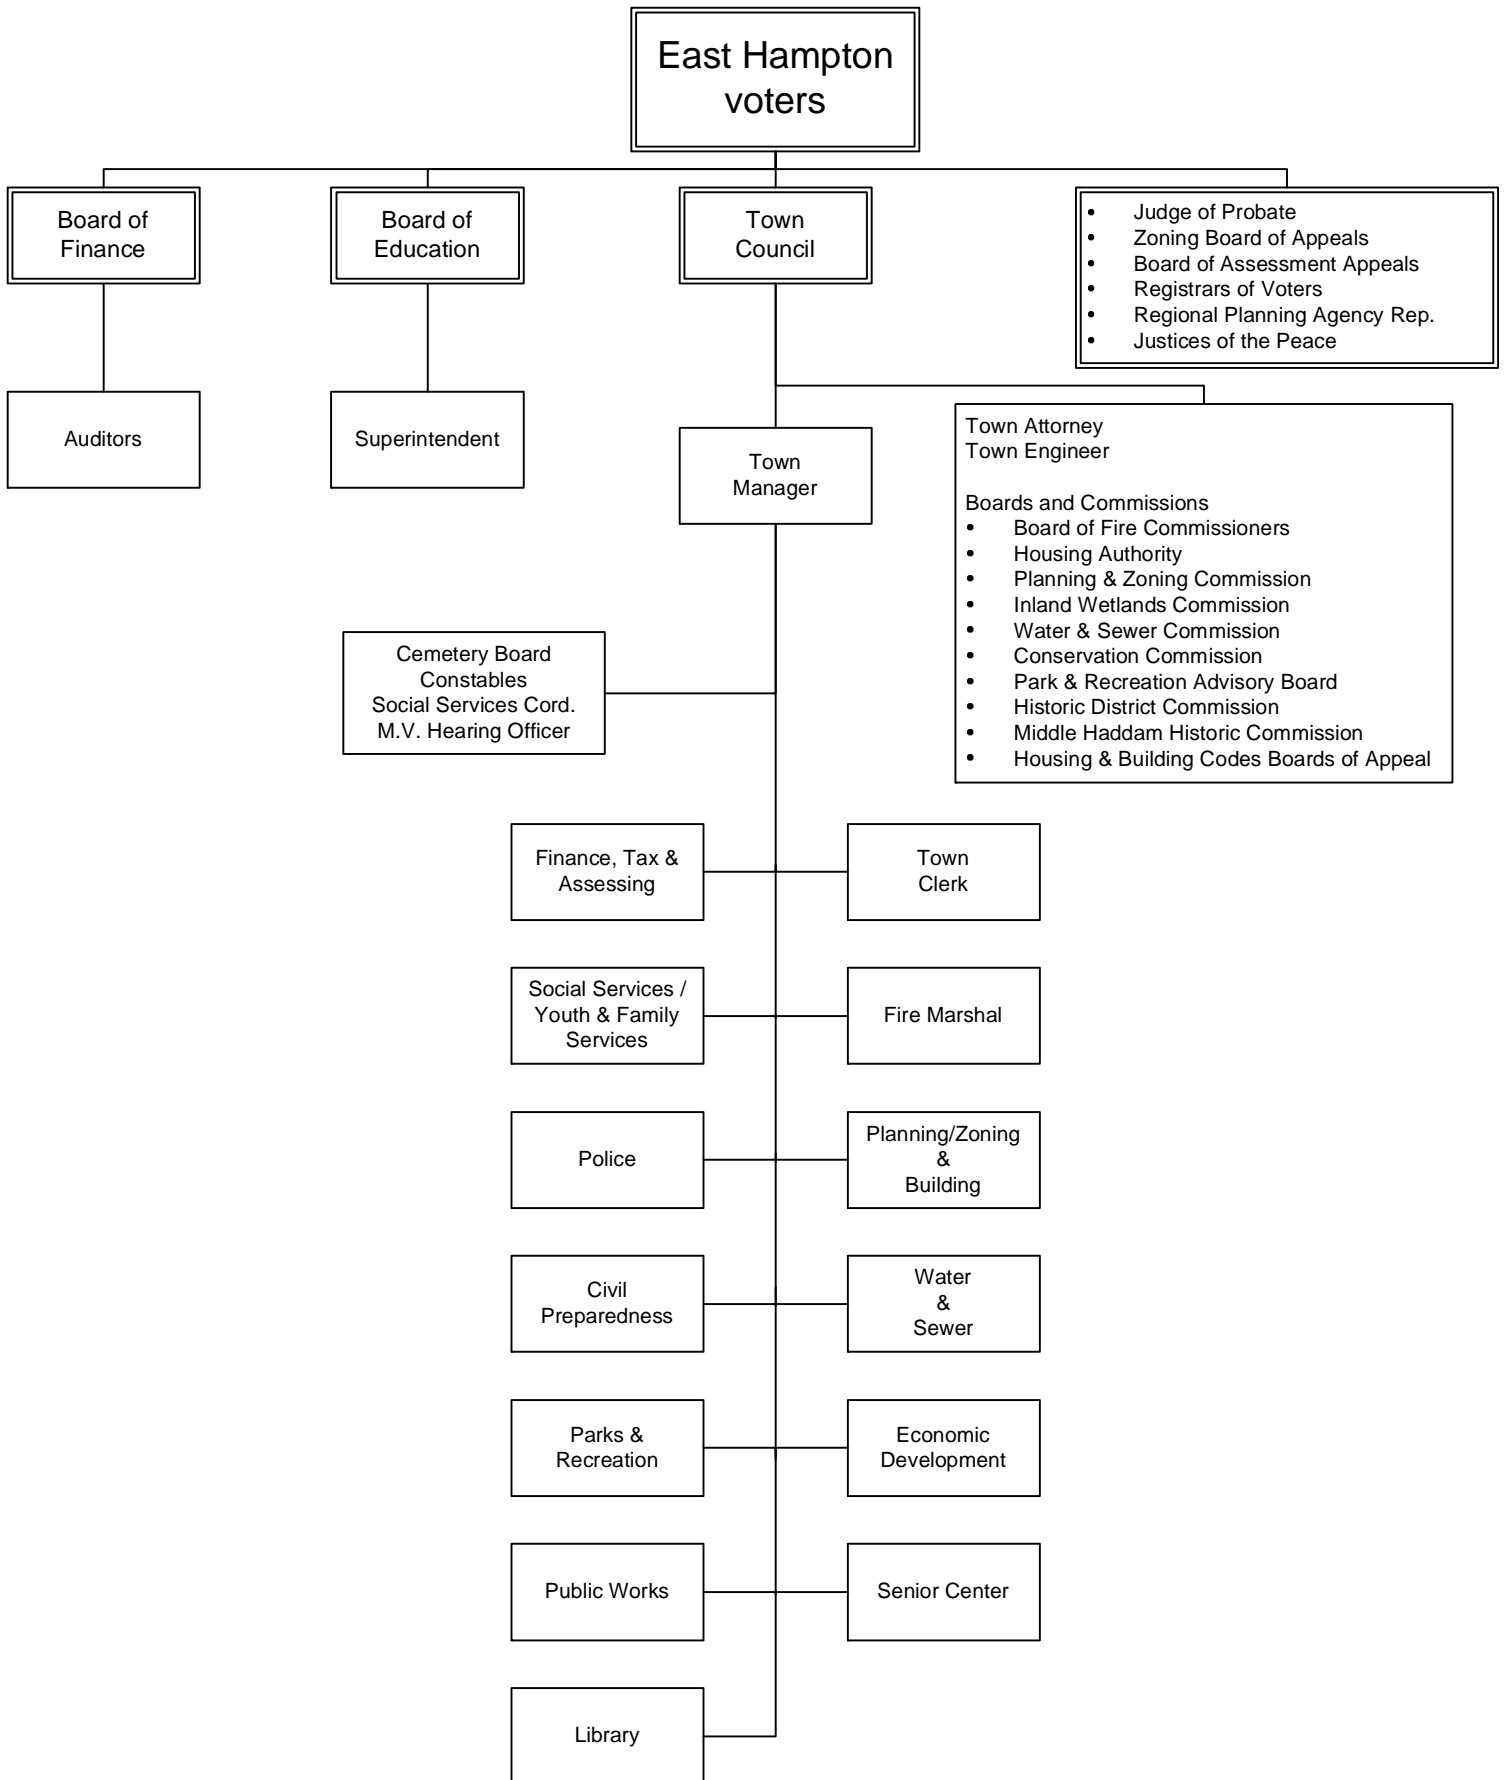 East Hampton
voters
Board of
Finance
Board of
Education
Town
Council
• Judge of Probate
• Zoning Board of Appeals
• Board of Assessment Appeals
• Registrars of Voters
• Regional Planning Agency Rep.
• Justices of the Peace
Auditors
Superintendent
Town
Manager
Town Attorney
Town Engineer
Boards and Commissions
• Board of Fire Commissioners
• Housing Authority
• Planning & Zoning Commission
• Inland Wetlands Commission
• Water & Sewer Commission
• Conservation Commission
• Park & Recreation Advisory Board
• Historic District Commission
• Middle Haddam Historic Commission
• Housing & Building Codes Boards of Appeal
Cemetery Board
Constables
Social Services Cord.
M.V. Hearing Officer
Finance, Tax &
Assessing
Town
Clerk
Social Services /
Youth & Family
Services
Fire Marshal
Police
Planning/Zoning
&
Building
Civil
Preparedness
Water
&
Sewer
Parks &
Recreation
Economic
Development
Public Works
Senior Center
Library